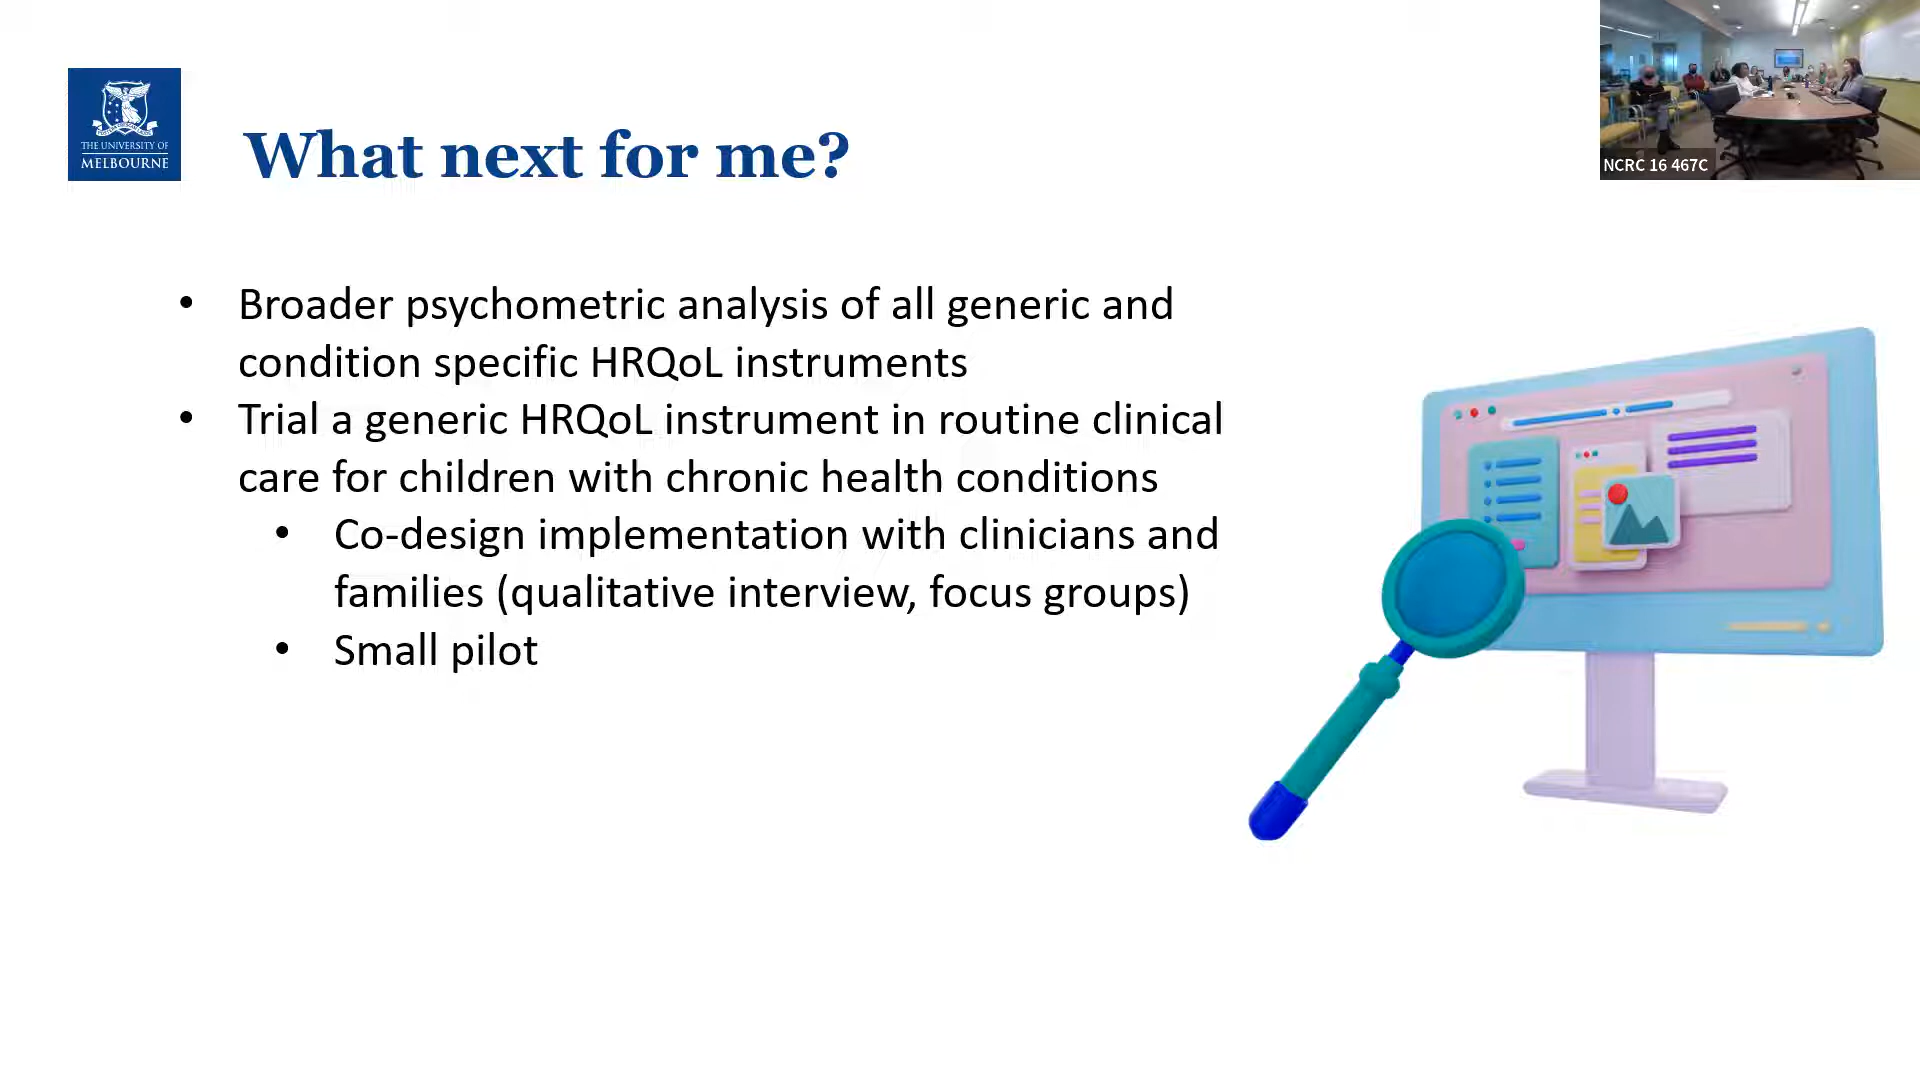 THE UNIVERSITY OF
MELBOURNE
What next for me?
NCRC 16 467C
• Broader psychometric analysis of all generic and
condition specific HRQoL instruments
• Trial a generic HRQoL instrument in routine clinical
care for children with chronic health conditions
• Co-design implementation with clinicians and
families (qualitative interview, focus groups)
• Small pilot